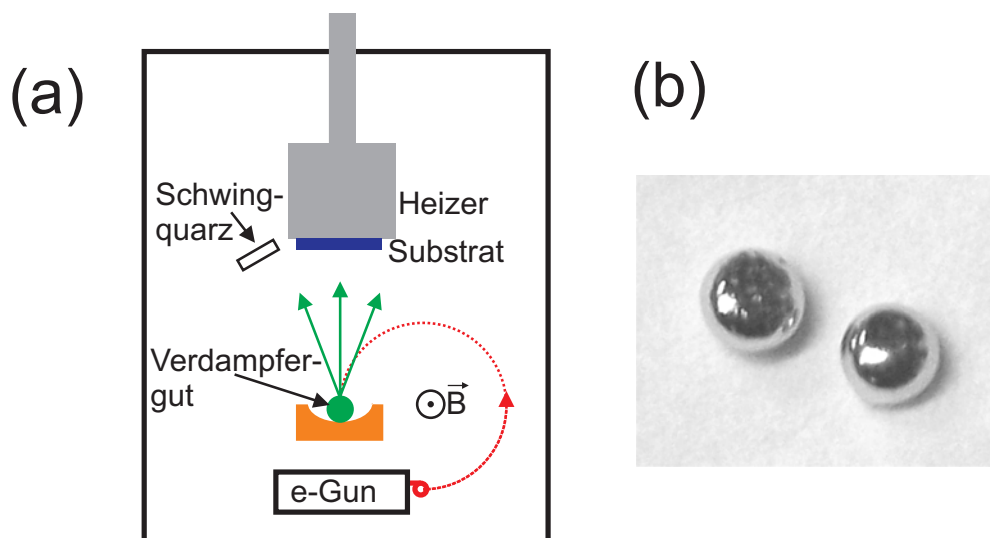 (a)
Schwing-
quarz
Heizer
Substrat
Verdampfer-
gut
B
e-Gun
(b)